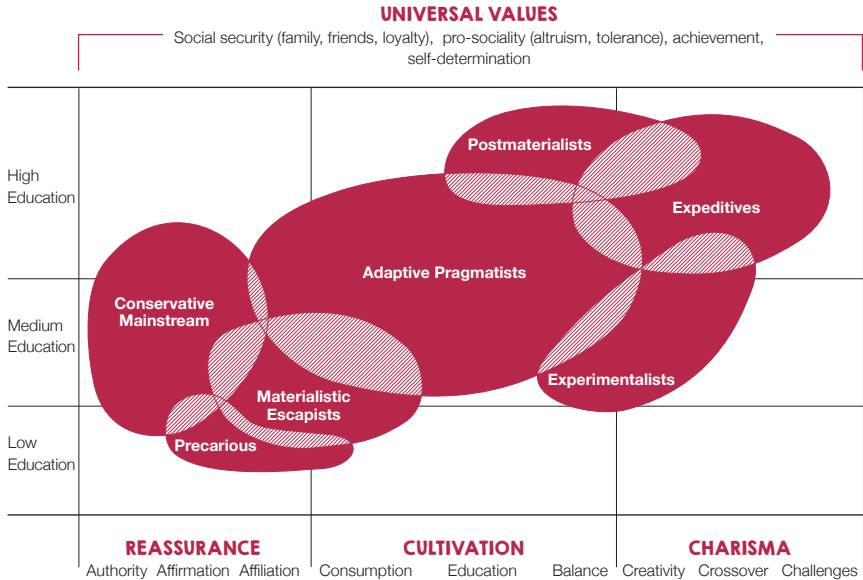 UNIVERSAL VALUES
Social security (family, friends, loyalty), pro-sociality (altruism, tolerance), achievement,
self-determination
High
Education
Medium
Education
Low
Education
Postmaterialists
Expeditives
Adaptive Pragmatists
Conservative
Mainstream
Experimentalists
Materialistic
Escapists
Precarious
REASSURANCE
CULTIVATION
CHARISMA
Authority Affirmation Affiliation Consumption Education Balance Creativity Crossover Challenges